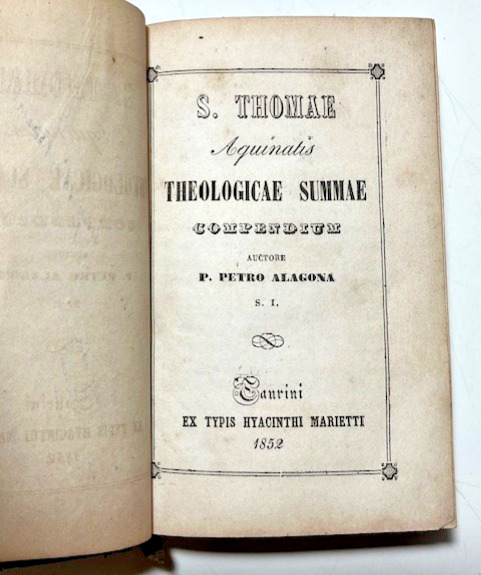 S. THOMAE
Aquinatis
THEOLOGICAE SUMMAE
COMPENDIUM
AUCTORE
P. PETRO ALAGONA
S. I.
Taurini
EX TYPIS HYACINTHI MARIETTI
1852